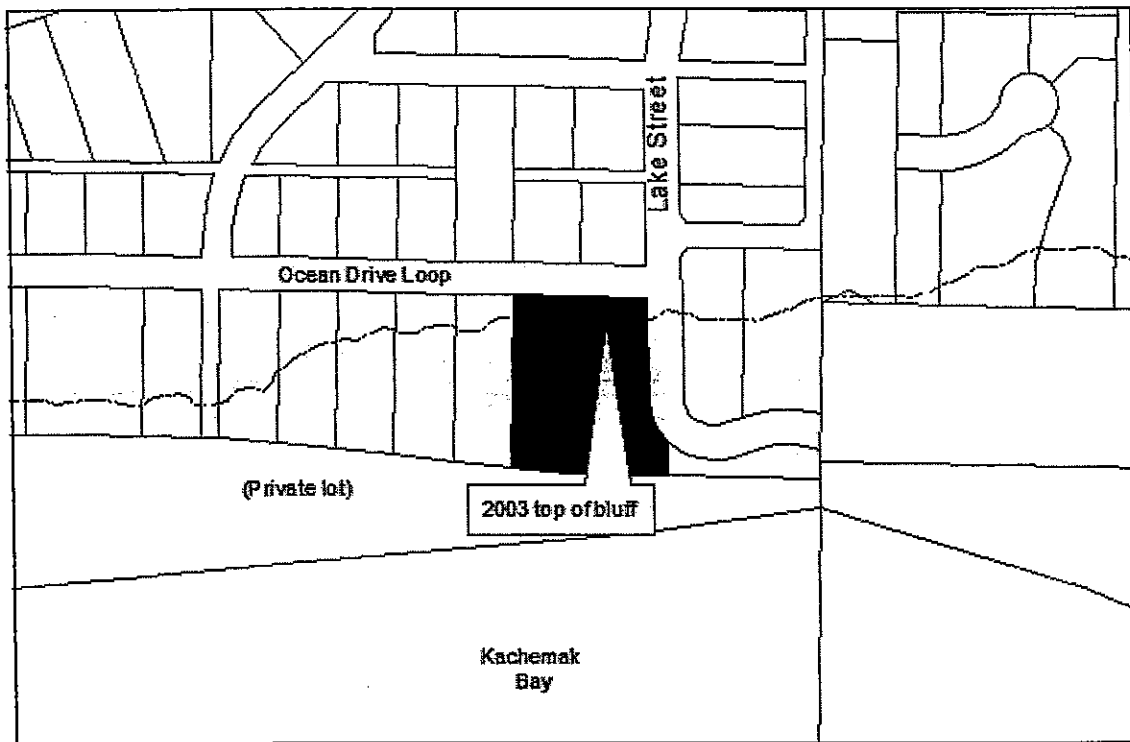 Lake Street
Ocean Drive Loop
(Private lot)
2003 top of bluff
Kachemak
Bay